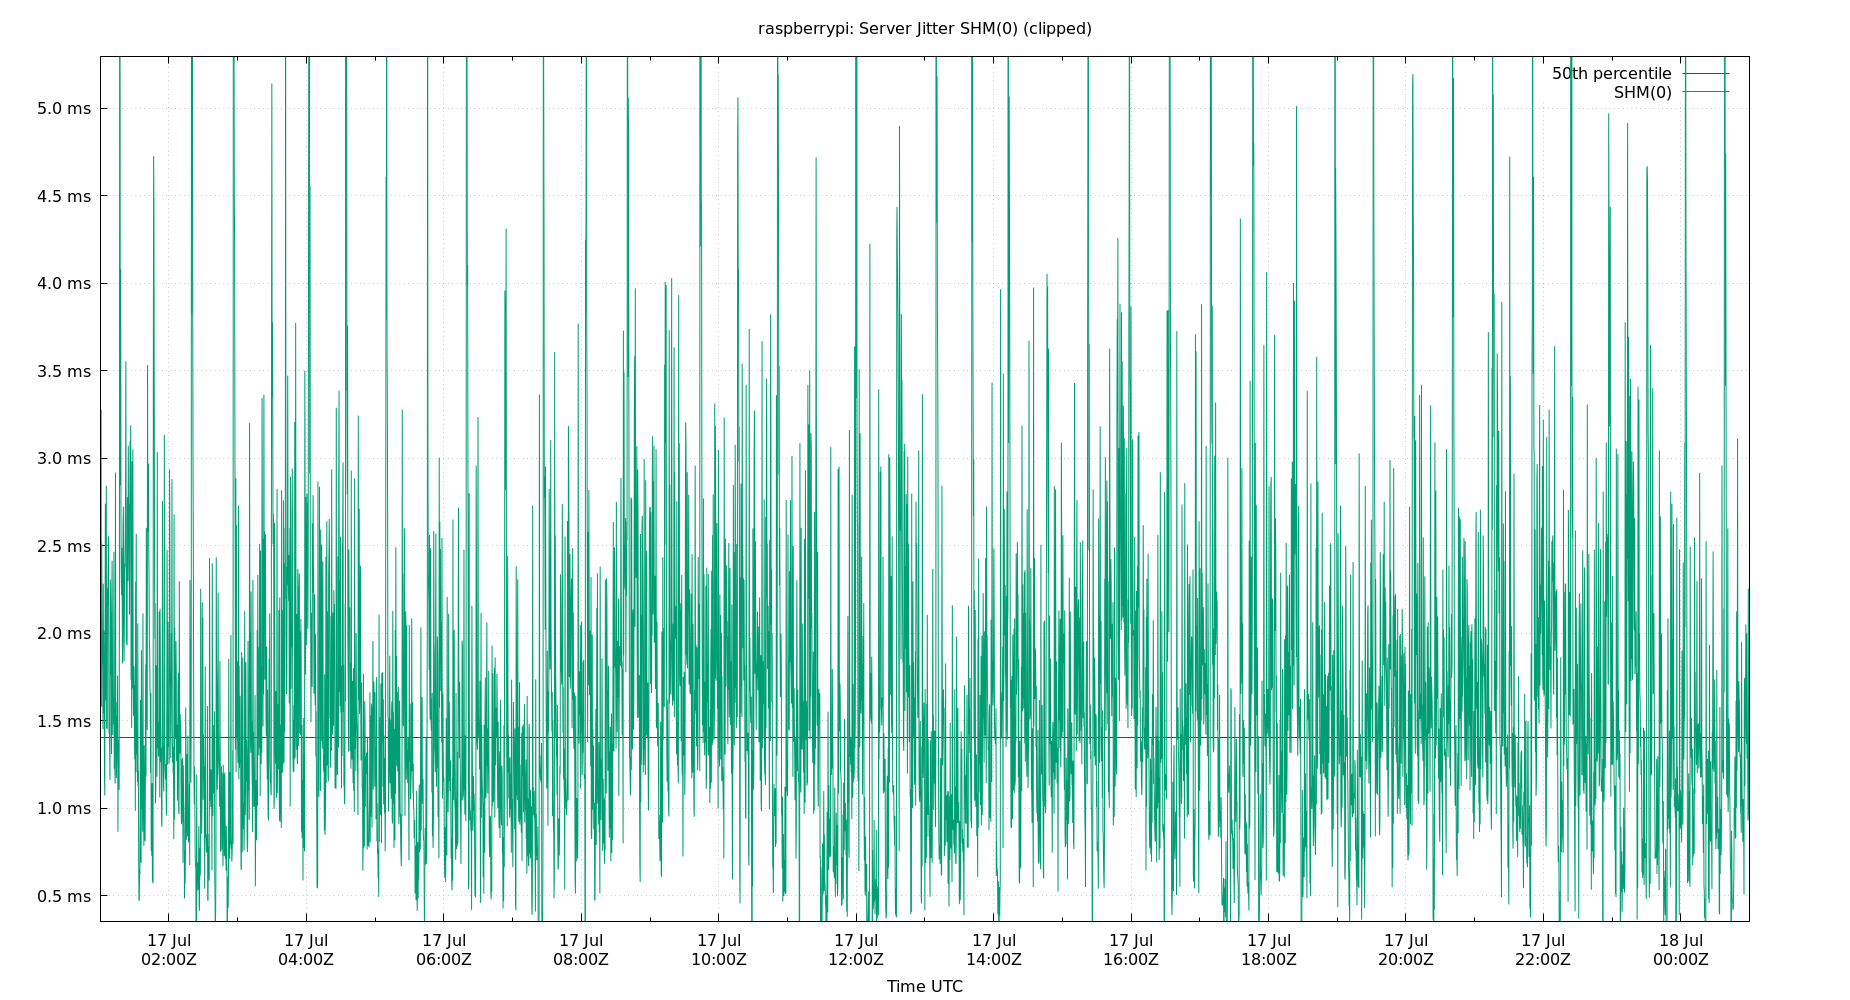 raspberrypi: Server Jitter SHM(0) (clipped)
50th percentile
SHM(0)
5.0 ms
4.5 ms
4.0 ms
3.5 ms
3.0 ms
2.5 ms
2.0 ms
1.5 ms
1.0 ms
0.5 ms
17 Jul 17 Jul 17 Jul 17 Jul 17 Jul 17 Jul 17 Jul 17 Jul 17 Jul 17 Jul 17 Jul 18 Jul
02:00Z 04:00Z 06:00Z 08:00Z 10:00Z 12:00Z 14:00Z 16:00Z 18:00Z 20:00Z 22:00Z 00:00Z
Time UTC